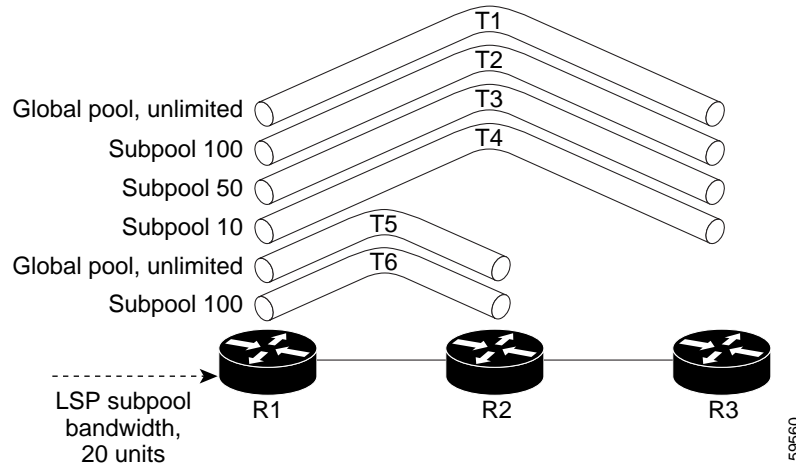 T1
T2
Global pool, unlimited
T3
Subpool 100
T4
Subpool 50
Subpool 10
T5
Global pool, unlimited
T6
Subpool 100
LSP subpool
bandwidth,
20 units
R1
R2
R3
59560